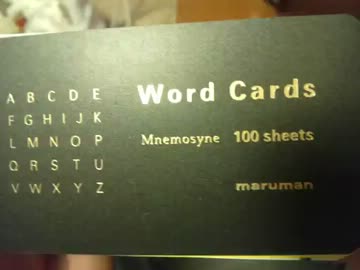 A B C D E
F G H I J K
L M N O P
Q R S T U
V W X Y Z
Word Cards
Mnemosyne 100 sheets
maruman